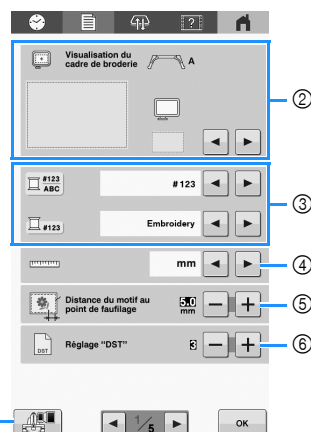 Visualisation du
cadre de broderie
A
②
#123
ABC
#123
③
#123
Embroidery
mm
④
Distance du motif au
point de faufilage
5.0
mm
⑤
DST
Réglage "DST"
3
⑥
1/5
OK